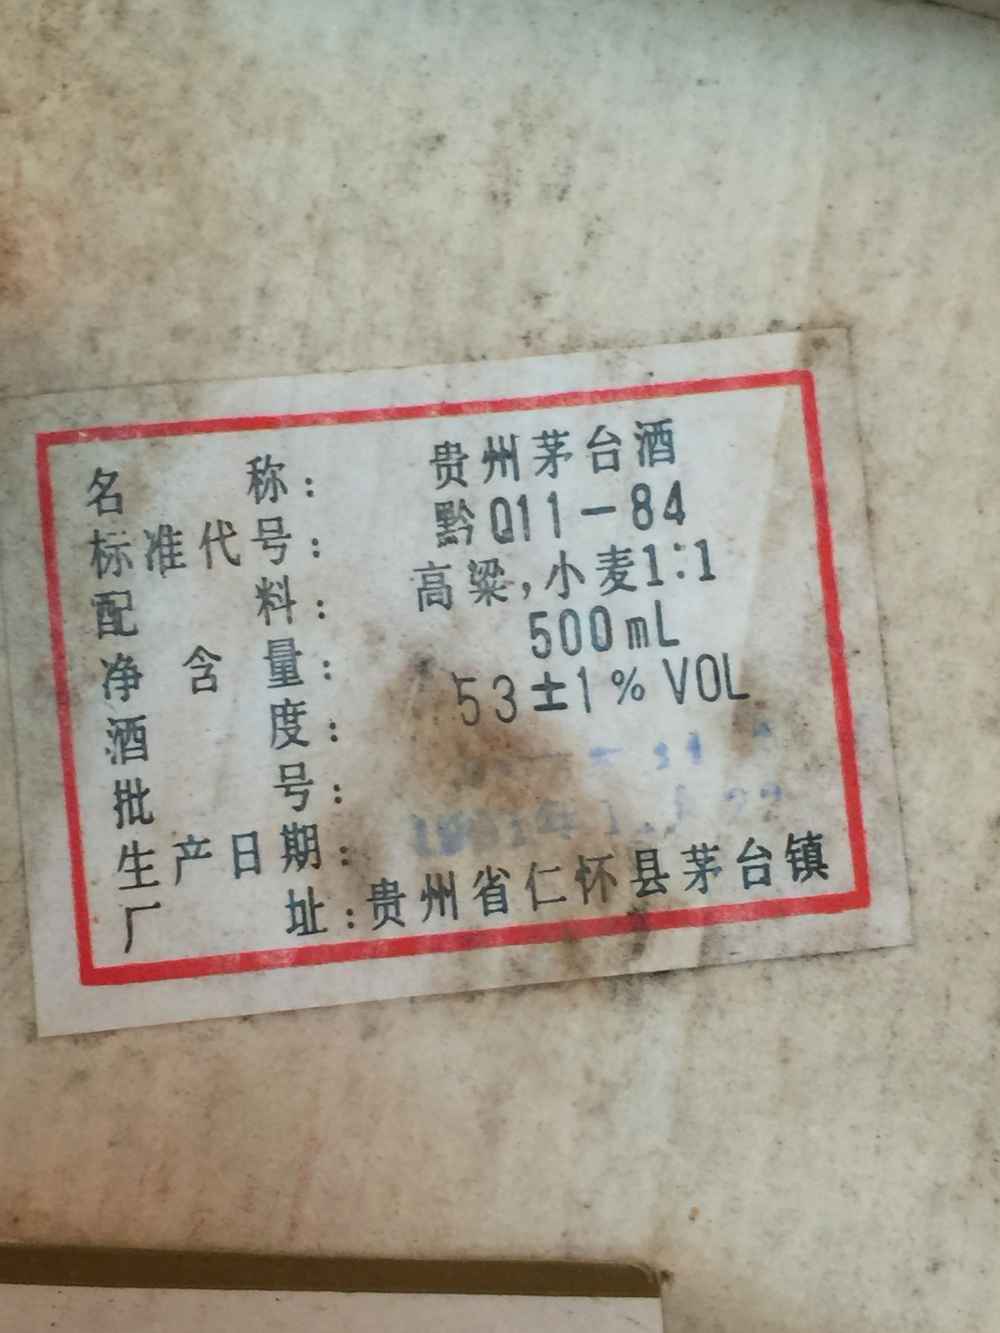 名称：贵州茅台酒
标准代号：黔Q11-84
配料：高粱,小麦1:1
净含量：500mL
酒度：53±1%VOL
批号：
生产日期：
厂址：贵州省仁怀县茅台镇